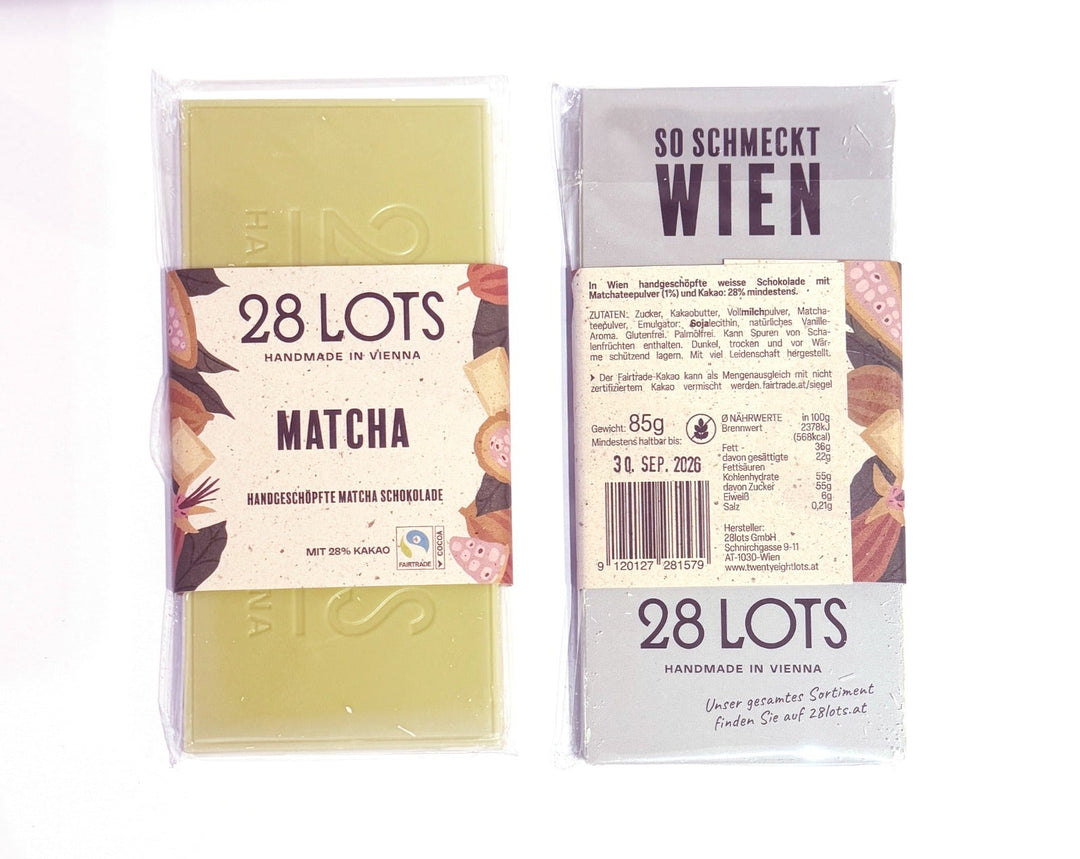 28 LOTS
HANDMADE IN VIENNA
MATCHA
HANDGESCHÖPFTE MATCHA SCHOKOLADE
MIT 28% KAKAO
FAIRTRADE
COCOA
SO SCHMECKT
WIEN
In Wien handgeschöpfte weisse Schokolade mit
Matchateepulver (1%) und Kakao: 28% mindestens.
ZUTATEN: Zucker, Kakaobutter, Vollmilchpulver, Matcha-
teepulver, Emulgator: Sojalecithin, natürliches Vanille-
Aroma. Glutenfrei. Palmölfrei. Kann Spuren von Scha-
lenfrüchten enthalten. Dunkel, trocken und vor Wär-
me schützend lagern. Mit viel Leidenschaft hergestellt.
Der Fairtrade-Kakao kann als Mengenausgleich mit nicht
zertifiziertem Kakao vermischt werden.fairtrade.at/siegel
Gewicht: 85g
Mindestens haltbar bis:
30. SEP. 2026
Ø NÄHRWERTE in 100g
Brennwert 2378kJ
(568kcal)
Fett 36g
davon gesättigte 22g
Fettsäuren
Kohlenhydrate 55g
davon Zucker 55g
Eiweiß 6g
Salz 0,21g
Hersteller:
28lots GmbH
Schnirchgasse 9-11
AT-1030-Wien
www.twentyeightlots.at
9 120127 281579
28 LOTS
HANDMADE IN VIENNA
Unser gesamtes Sortiment
finden Sie auf 28lots.at